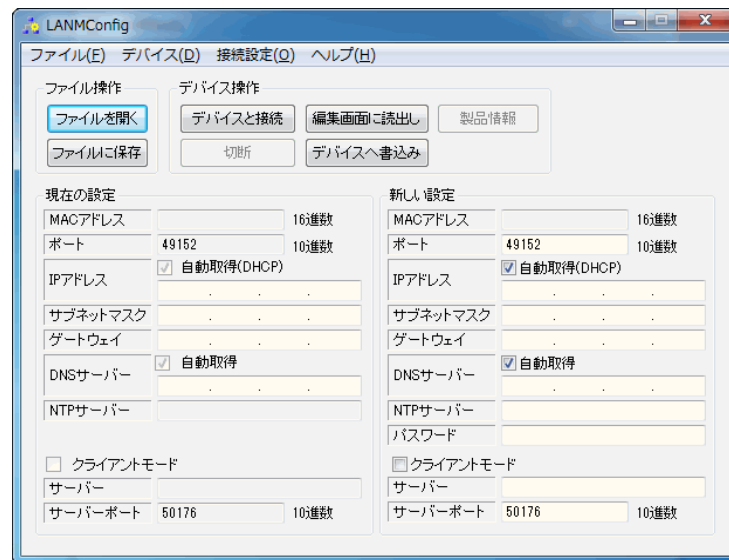 LANMConfig
ファイル(F) デバイス(D) 接続設定(O) ヘルプ(H)
ファイル操作
ファイルを開く
ファイルに保存
デバイス操作
デバイスと接続 編集画面に読出し 製品情報
切断 デバイスへ書込み
現在の設定
MACアドレス 16進数
ポート 49152 10進数
IPアドレス 自動取得(DHCP)
. . .
サブネットマスク . . .
ゲートウェイ . . .
DNSサーバー 自動取得
. . .
NTPサーバー
クライアントモード
サーバー
サーバーポート 50176 10進数
新しい設定
MACアドレス 16進数
ポート 49152 10進数
IPアドレス 自動取得(DHCP)
. . .
サブネットマスク . . .
ゲートウェイ . . .
DNSサーバー 自動取得
. . .
NTPサーバー
パスワード
クライアントモード
サーバー
サーバーポート 50176 10進数